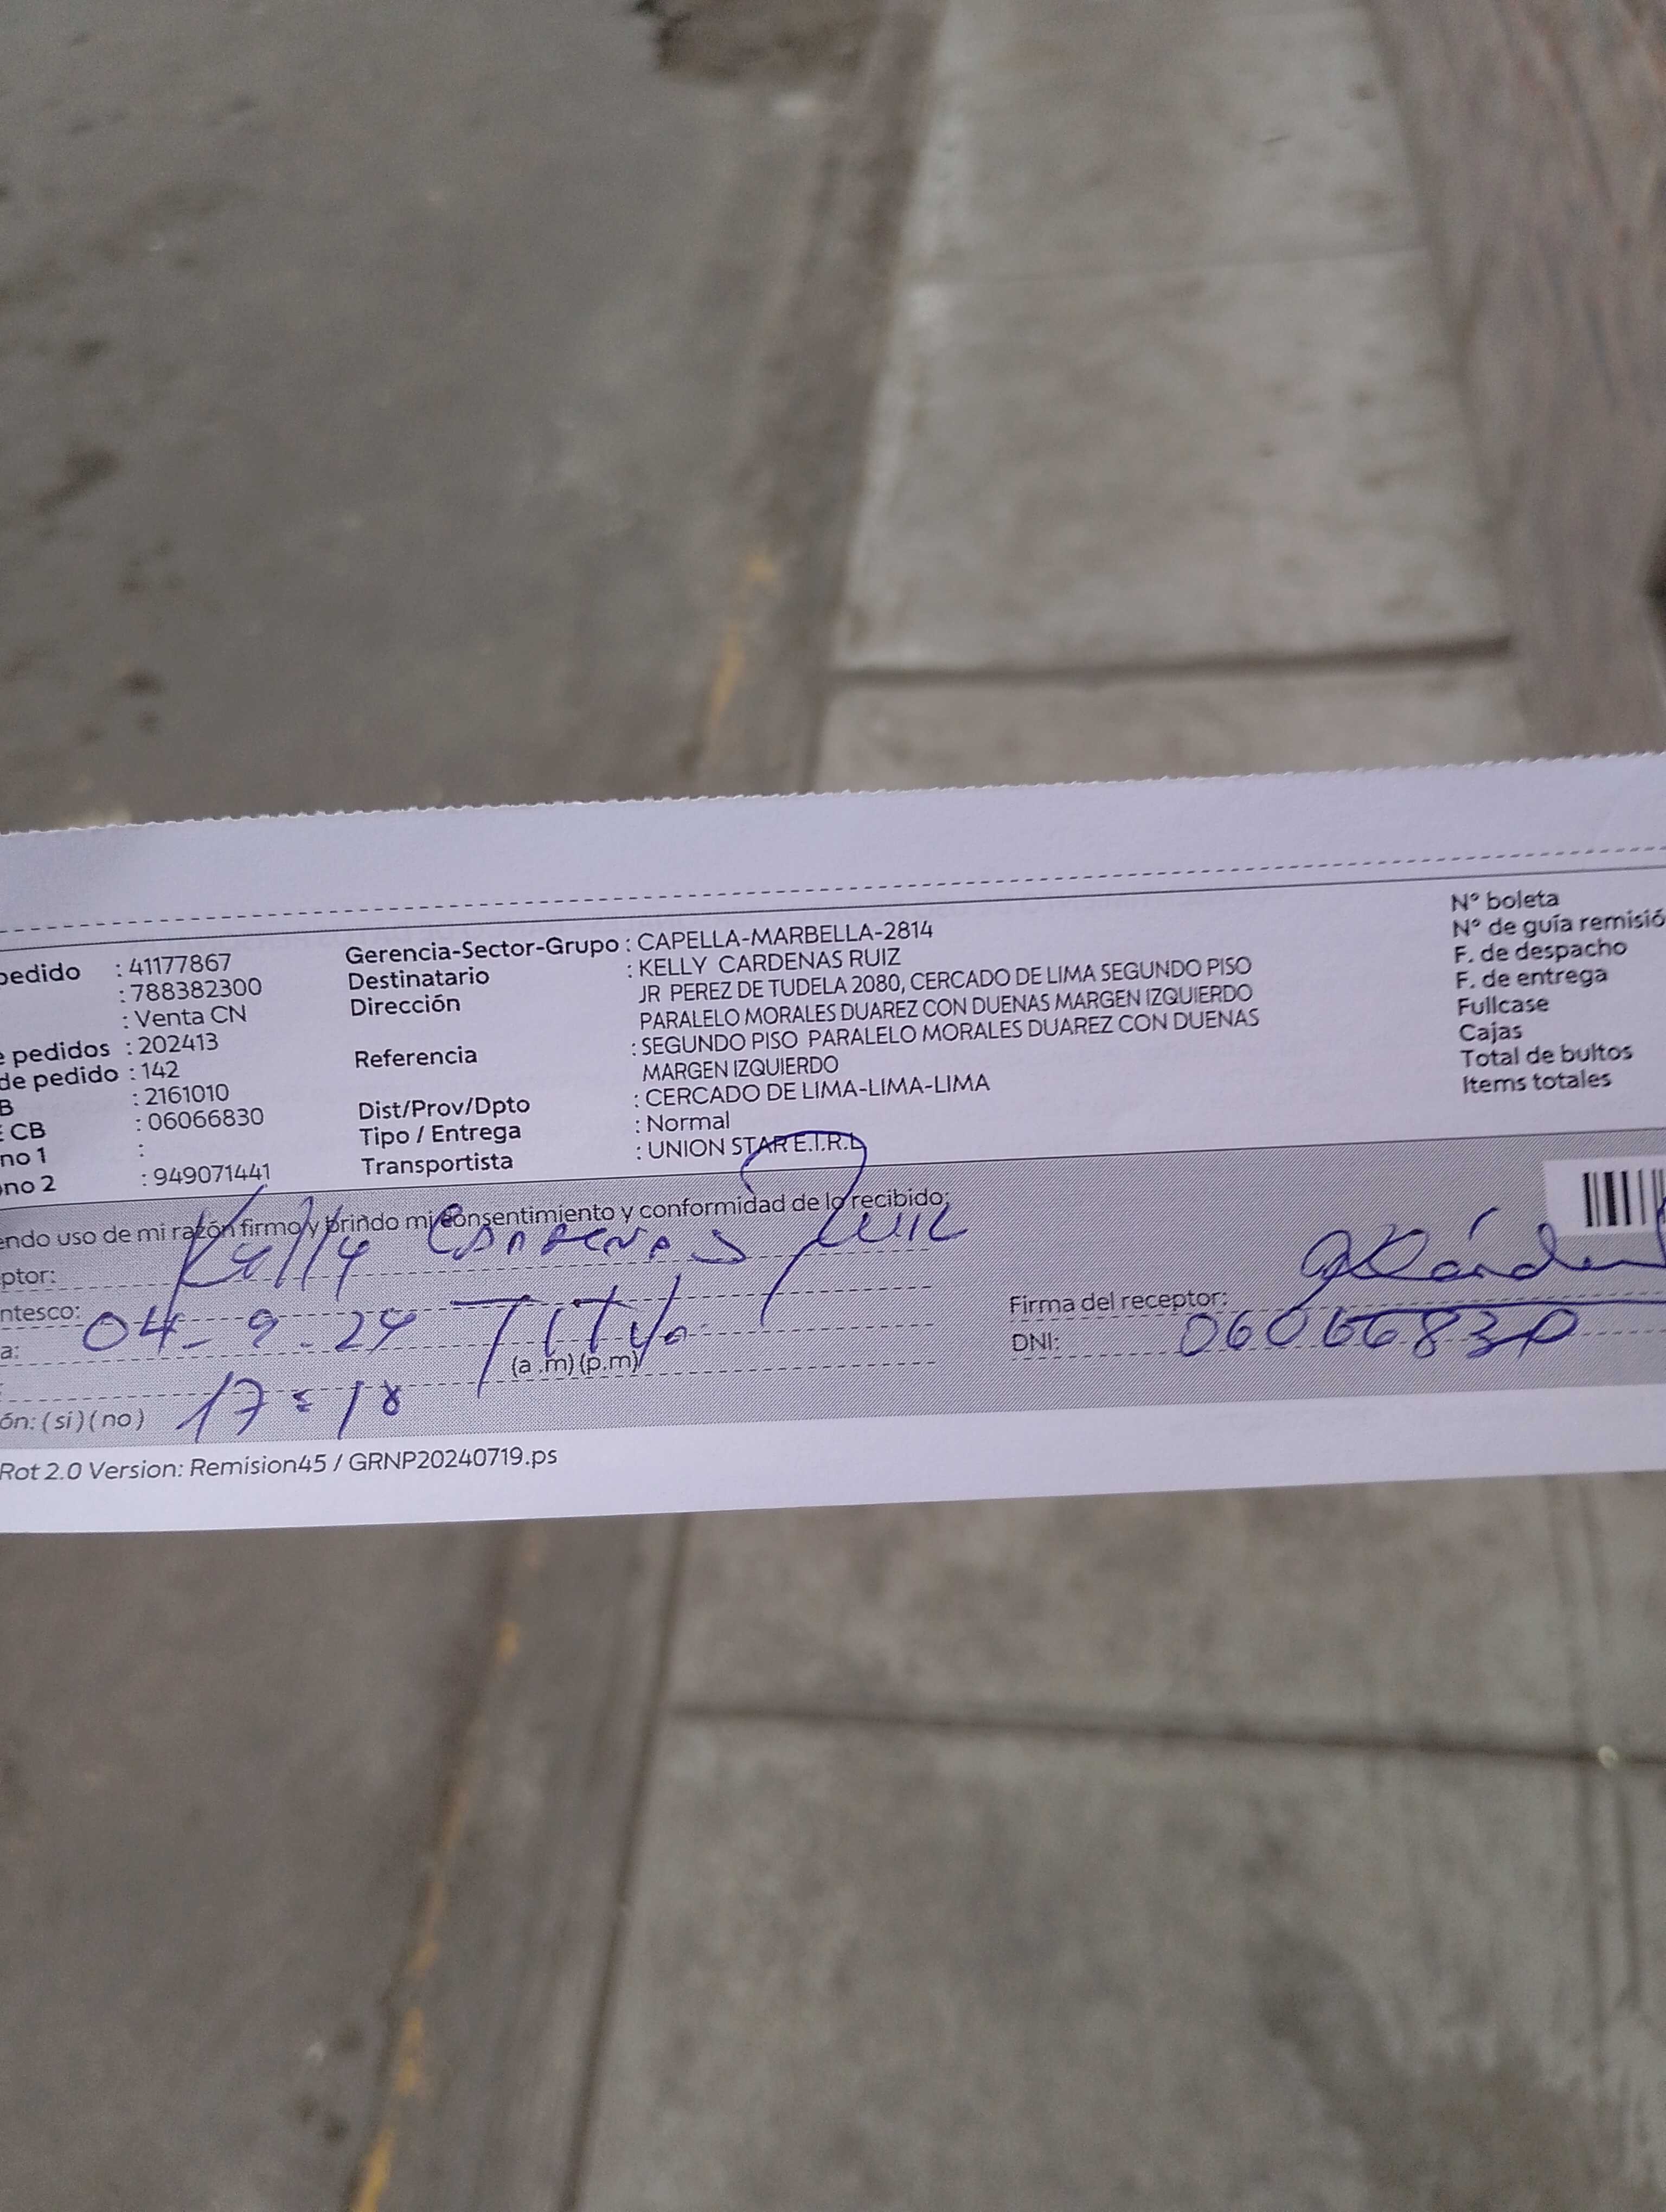 pedido : 41177867
: 788382300
: Venta CN
e pedidos : 202413
de pedido : 142
B : 2161010
E CB : 06066830
no 1 :
ono 2 : 949071441
Gerencia-Sector-Grupo : CAPELLA-MARBELLA-2814
Destinatario : KELLY CARDENAS RUIZ
Dirección JR PEREZ DE TUDELA 2080, CERCADO DE LIMA SEGUNDO PISO
PARALELO MORALES DUAREZ CON DUENAS MARGEN IZQUIERDO
Referencia : SEGUNDO PISO PARALELO MORALES DUAREZ CON DUENAS
MARGEN IZQUIERDO
Dist/Prov/Dpto : CERCADO DE LIMA-LIMA-LIMA
Tipo / Entrega : Normal
Transportista : UNION STAR E.I.R.L
N° boleta
N° de guía remisió
F. de despacho
F. de entrega
Fullcase
Cajas
Total de bultos
Items totales
endo uso de mi razón firmo y brindo mi consentimiento y conformidad de lo recibido;
ptor: Kelly Cardenas Ruiz
ntesco: Titular
a: 04-9-24
(a .m) (p.m)
ón: (si) (no) 17:18
Firma del receptor:
DNI: 06066830
Rot 2.0 Version: Remision45 / GRNP20240719.ps